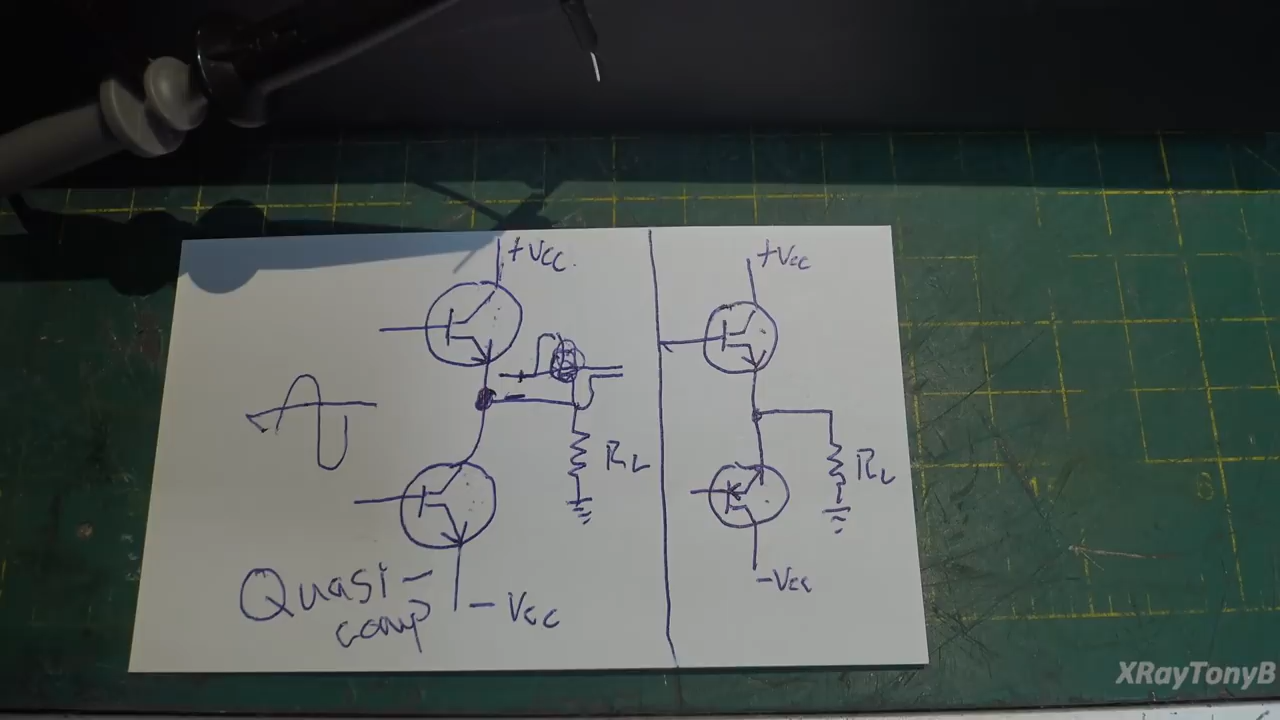 +Vcc.
+Vcc
+
-
RL
RL
Quasi-
comp
-Vcc
-Vcc
XRayTonyB